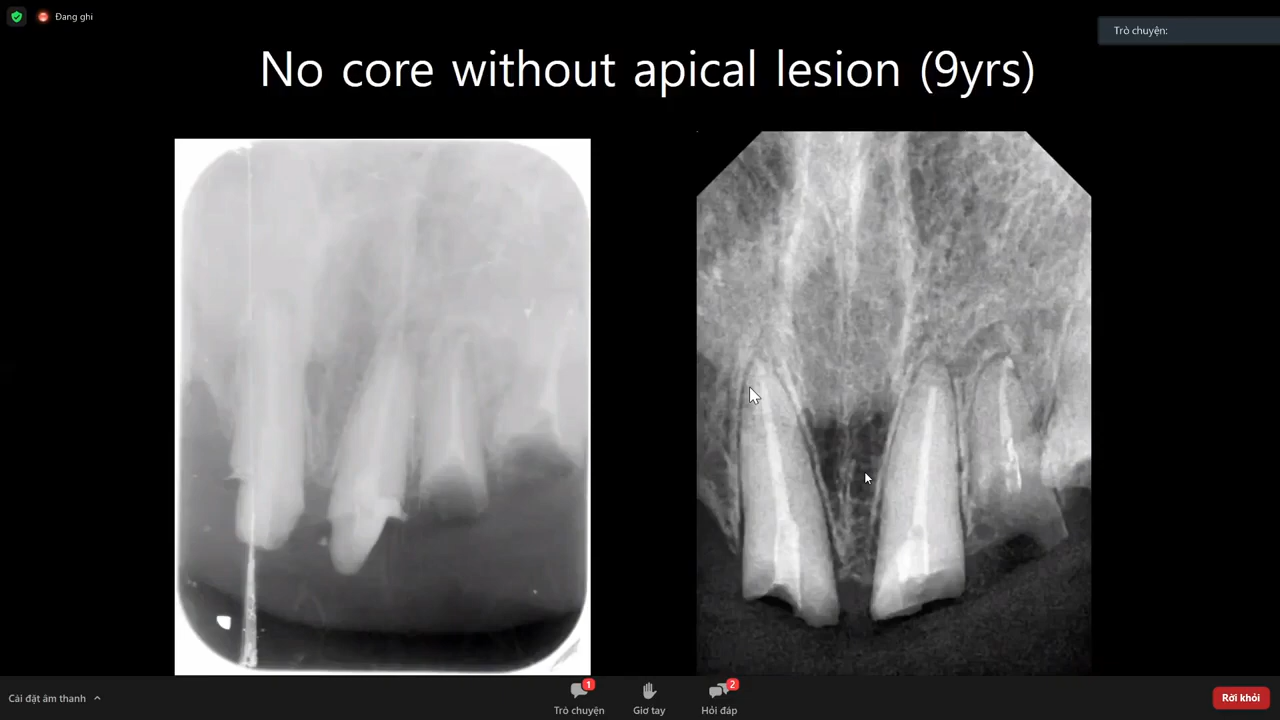 Đang ghi
Trò chuyện:
No core without apical lesion (9yrs)
Cài đặt âm thanh
1
Trò chuyện
Giơ tay
2
Hỏi đáp
Rời khỏi